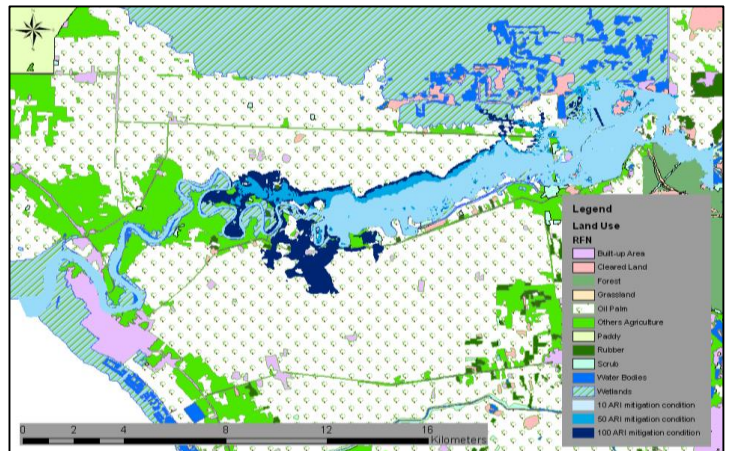 Legend
Land Use
RFN
Built-up Area
Cleared Land
Forest
Grassland
Oil Palm
Others Agriculture
Paddy
Rubber
Scrub
Water Bodies
Wetlands
10 ARI mitigation condition
50 ARI mitigation condition
100 ARI mitigation condition
0 2 4 8 12 16
Kilometers